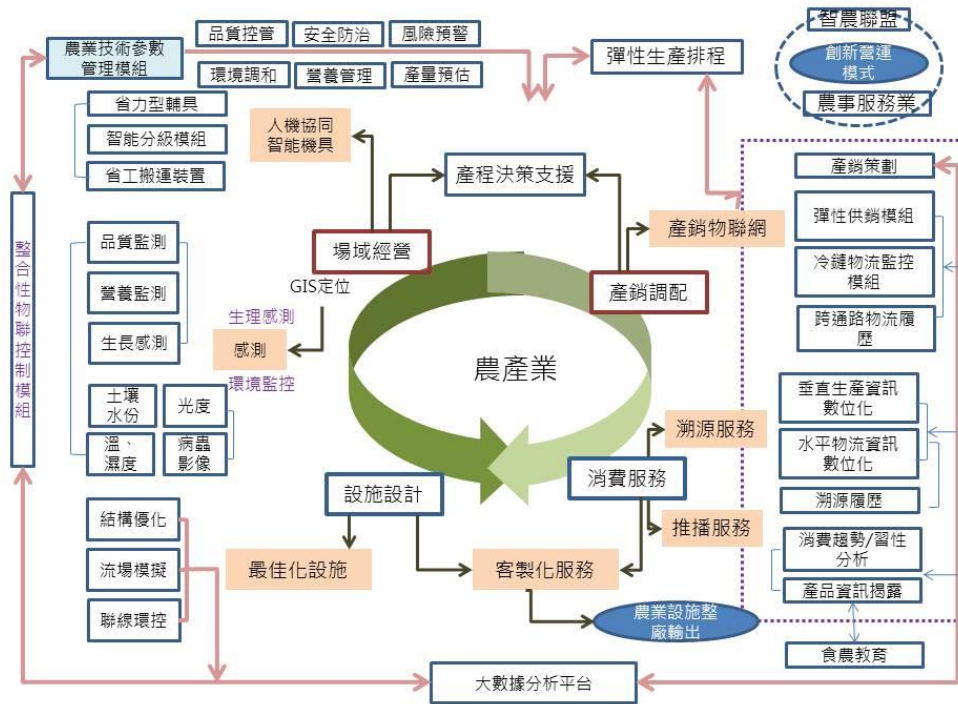 農業技術參數
管理模組
品質控管
安全防治
風險預警
環境調和
營養管理
產量預估
彈性生產排程
智農聯盟
創新營運
模式
農事服務業
省力型輔具
智能分級模組
省工搬運裝置
人機協同
智能機具
產程決策支援
產銷策劃
彈性供銷模組
冷鏈物流監控
模組
跨通路物流履
歷
產銷物聯網
場域經營
產銷調配
GIS定位
生理感測
感測
環境監控
整合性物聯控制模組
品質監測
營養監測
生長感測
土壤
水份
光度
溫、
濕度
病蟲
影像
農產業
垂直生產資訊
數位化
水平物流資訊
數位化
溯源履歷
溯源服務
消費服務
推播服務
設施設計
最佳化設施
客製化服務
結構優化
流場模擬
聯線環控
消費趨勢/習性
分析
產品資訊揭露
食農教育
農業設施整
廠輸出
大數據分析平台